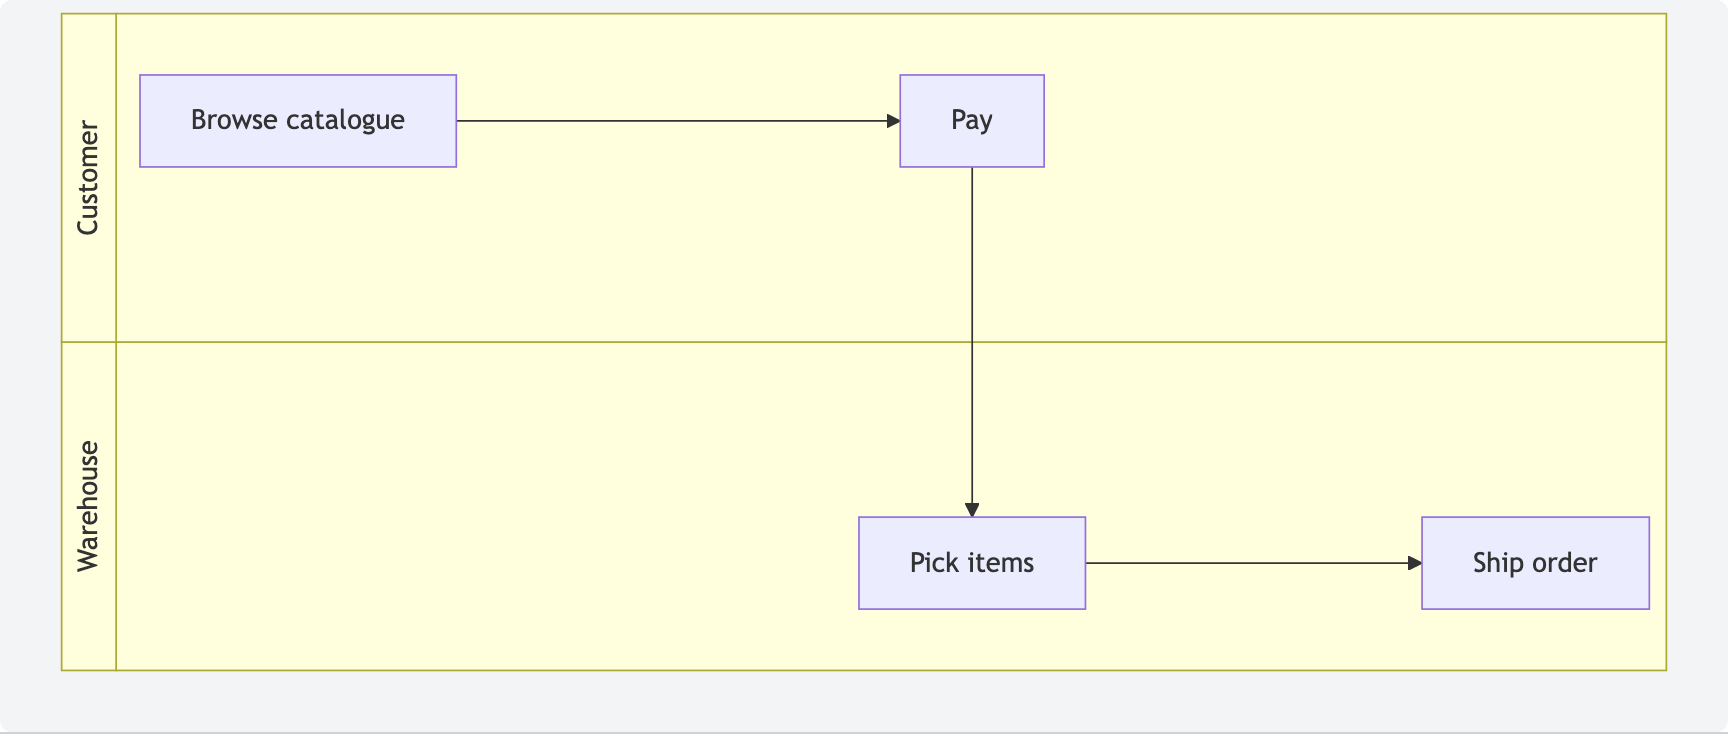 Customer
Browse catalogue
Pay
Warehouse
Pick items
Ship order